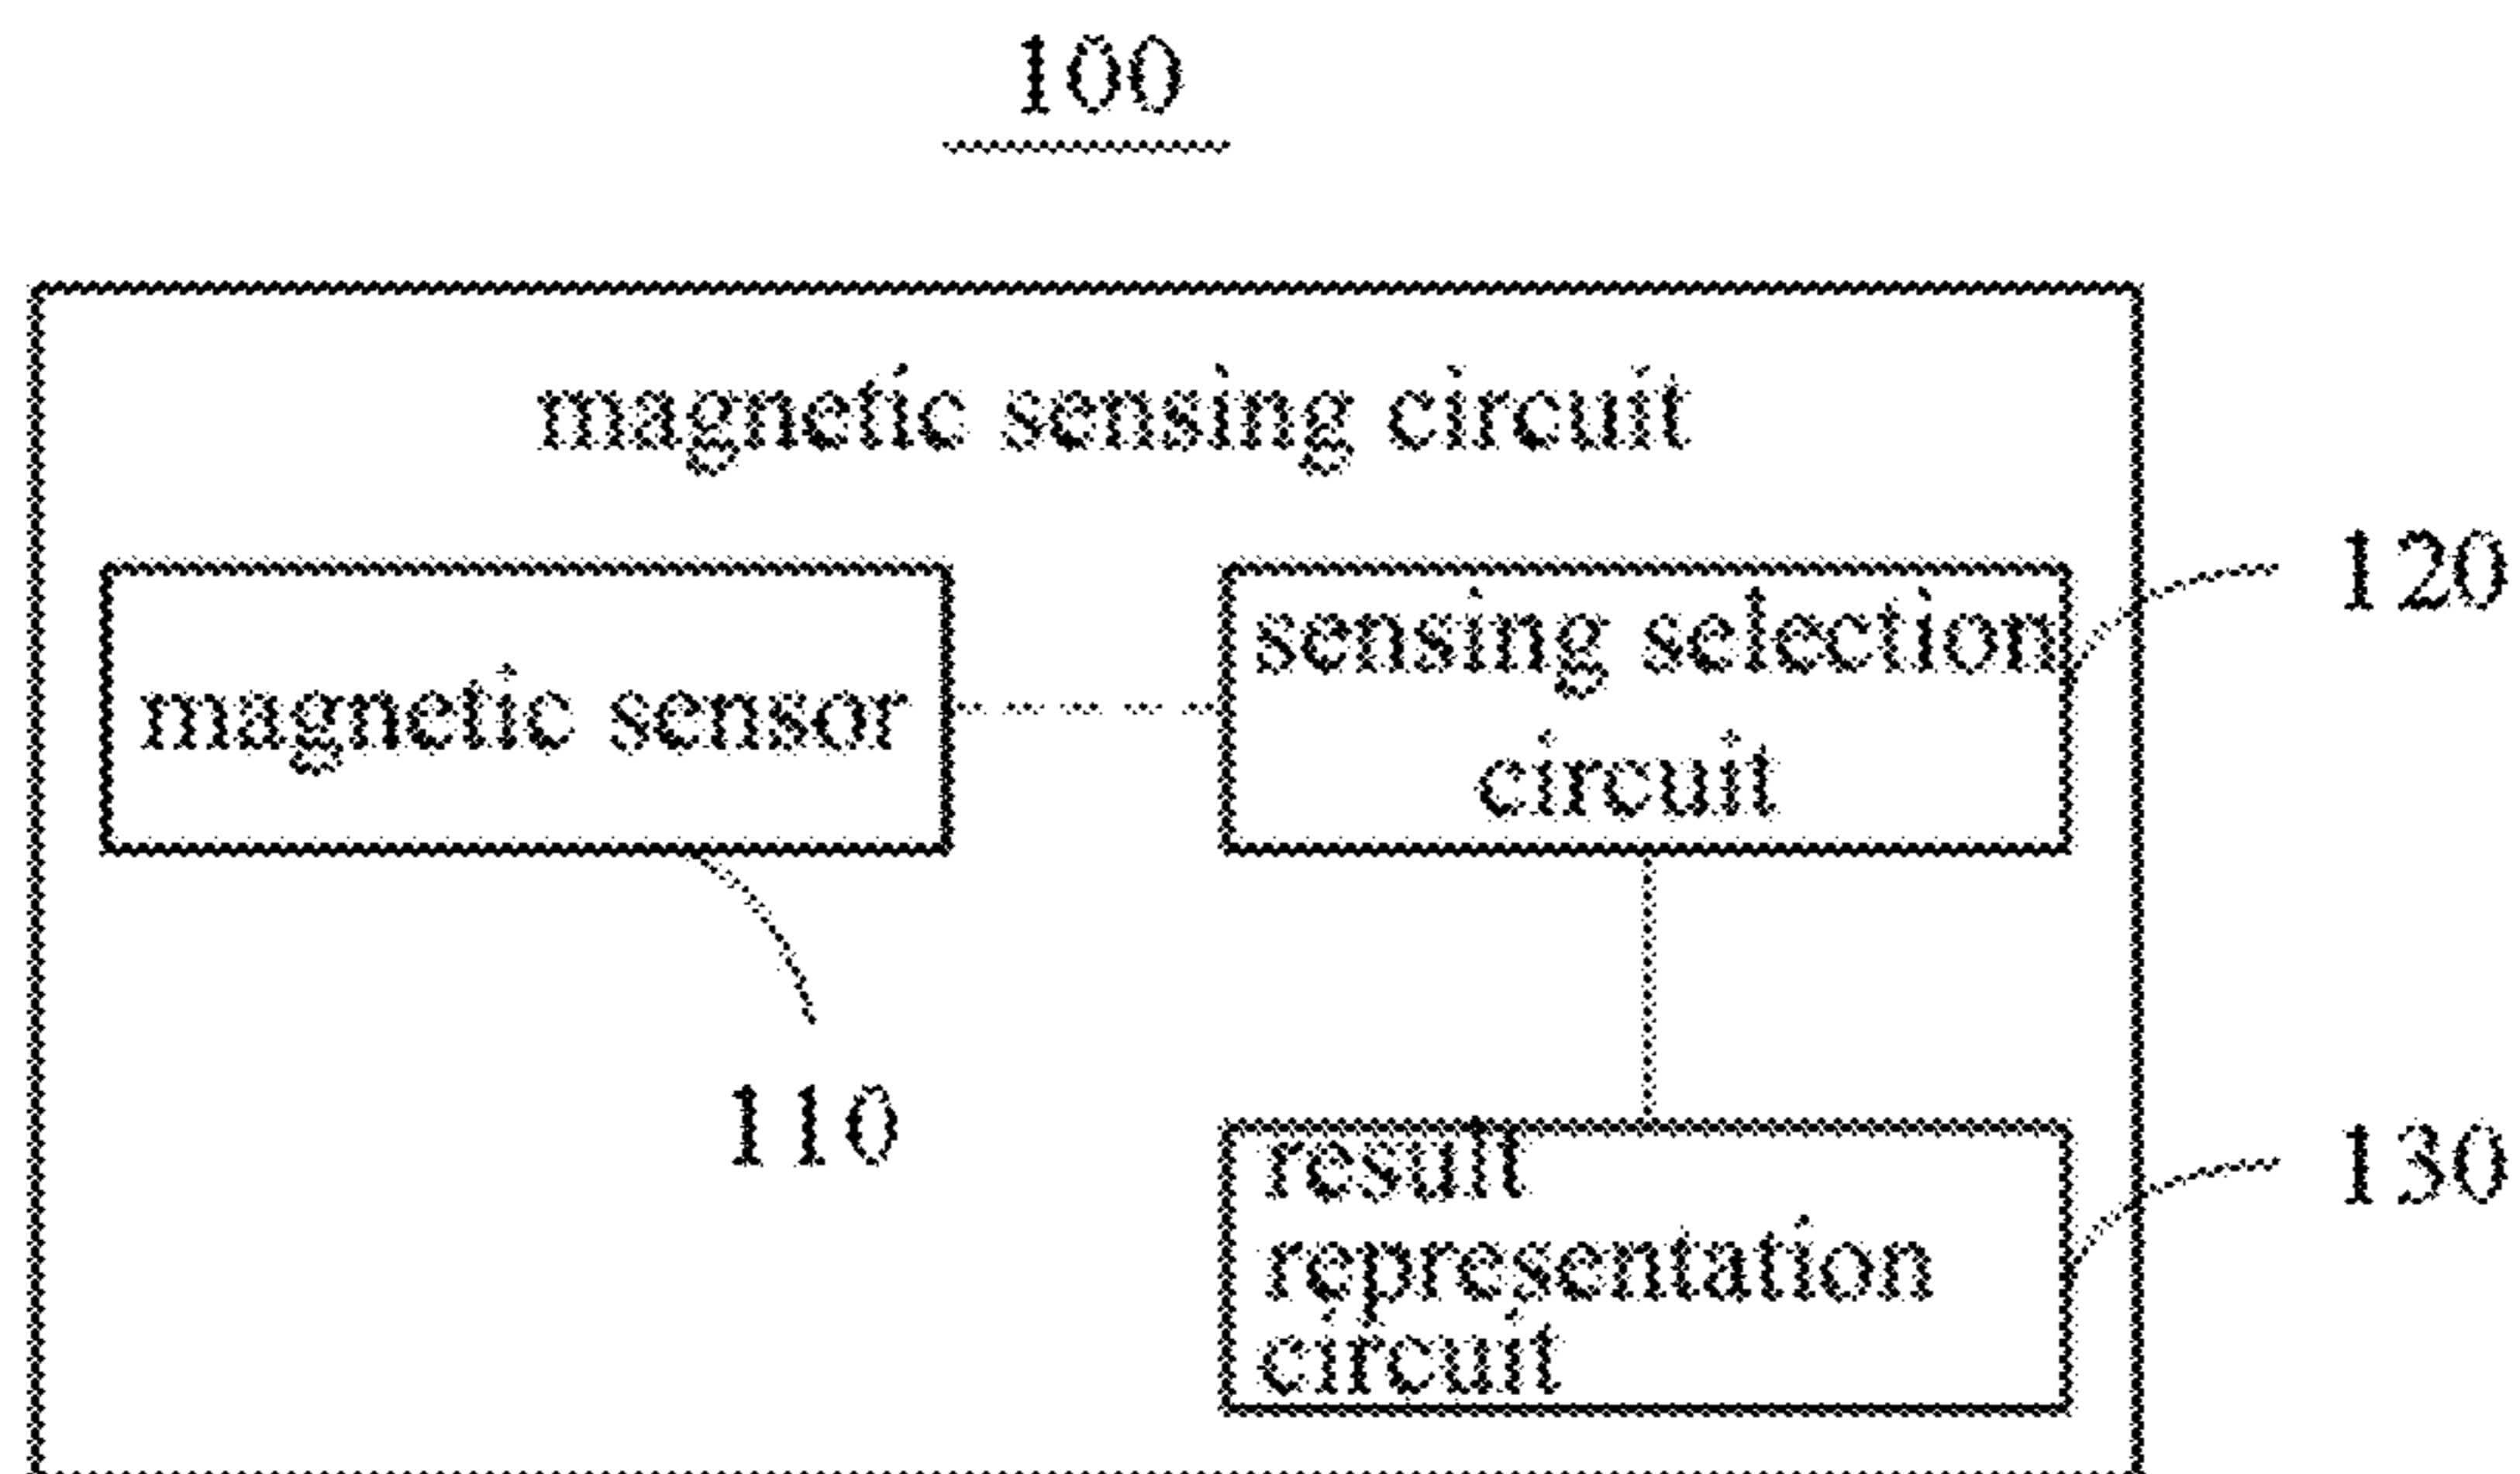 100
magnetic sensing circuit
120
sensing selection
magnetic sensor
circuit
110
130
result
representation
circuit